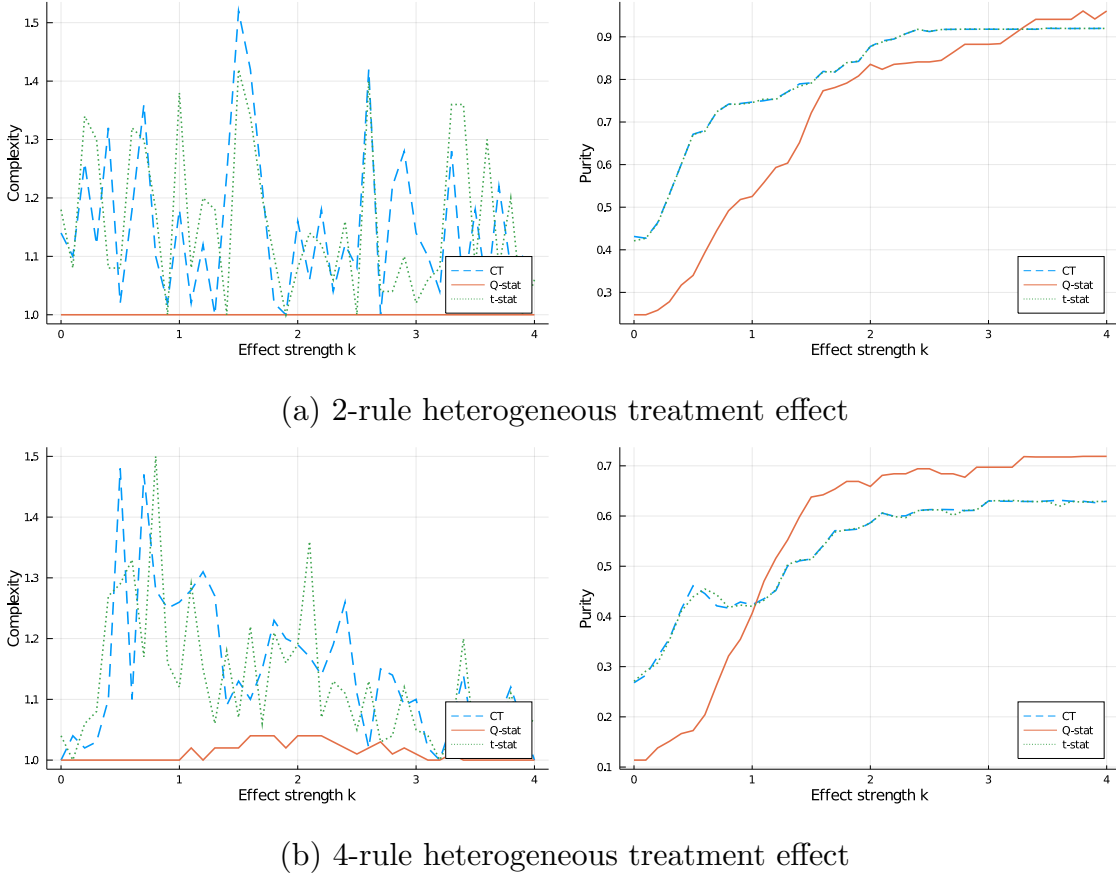 1.5
1.4
1.3
1.2
1.1
1.0
Complexity
0
1
2
3
4
Effect strength k
CT
Q-stat
t-stat
0.9
0.8
0.7
0.6
0.5
0.4
0.3
Purity
0
1
2
3
4
Effect strength k
CT
Q-stat
t-stat
(a) 2-rule heterogeneous treatment effect
1.5
1.4
1.3
1.2
1.1
1.0
Complexity
0
1
2
3
4
Effect strength k
CT
Q-stat
t-stat
0.7
0.6
0.5
0.4
0.3
0.2
0.1
Purity
0
1
2
3
4
Effect strength k
CT
Q-stat
t-stat
(b) 4-rule heterogeneous treatment effect